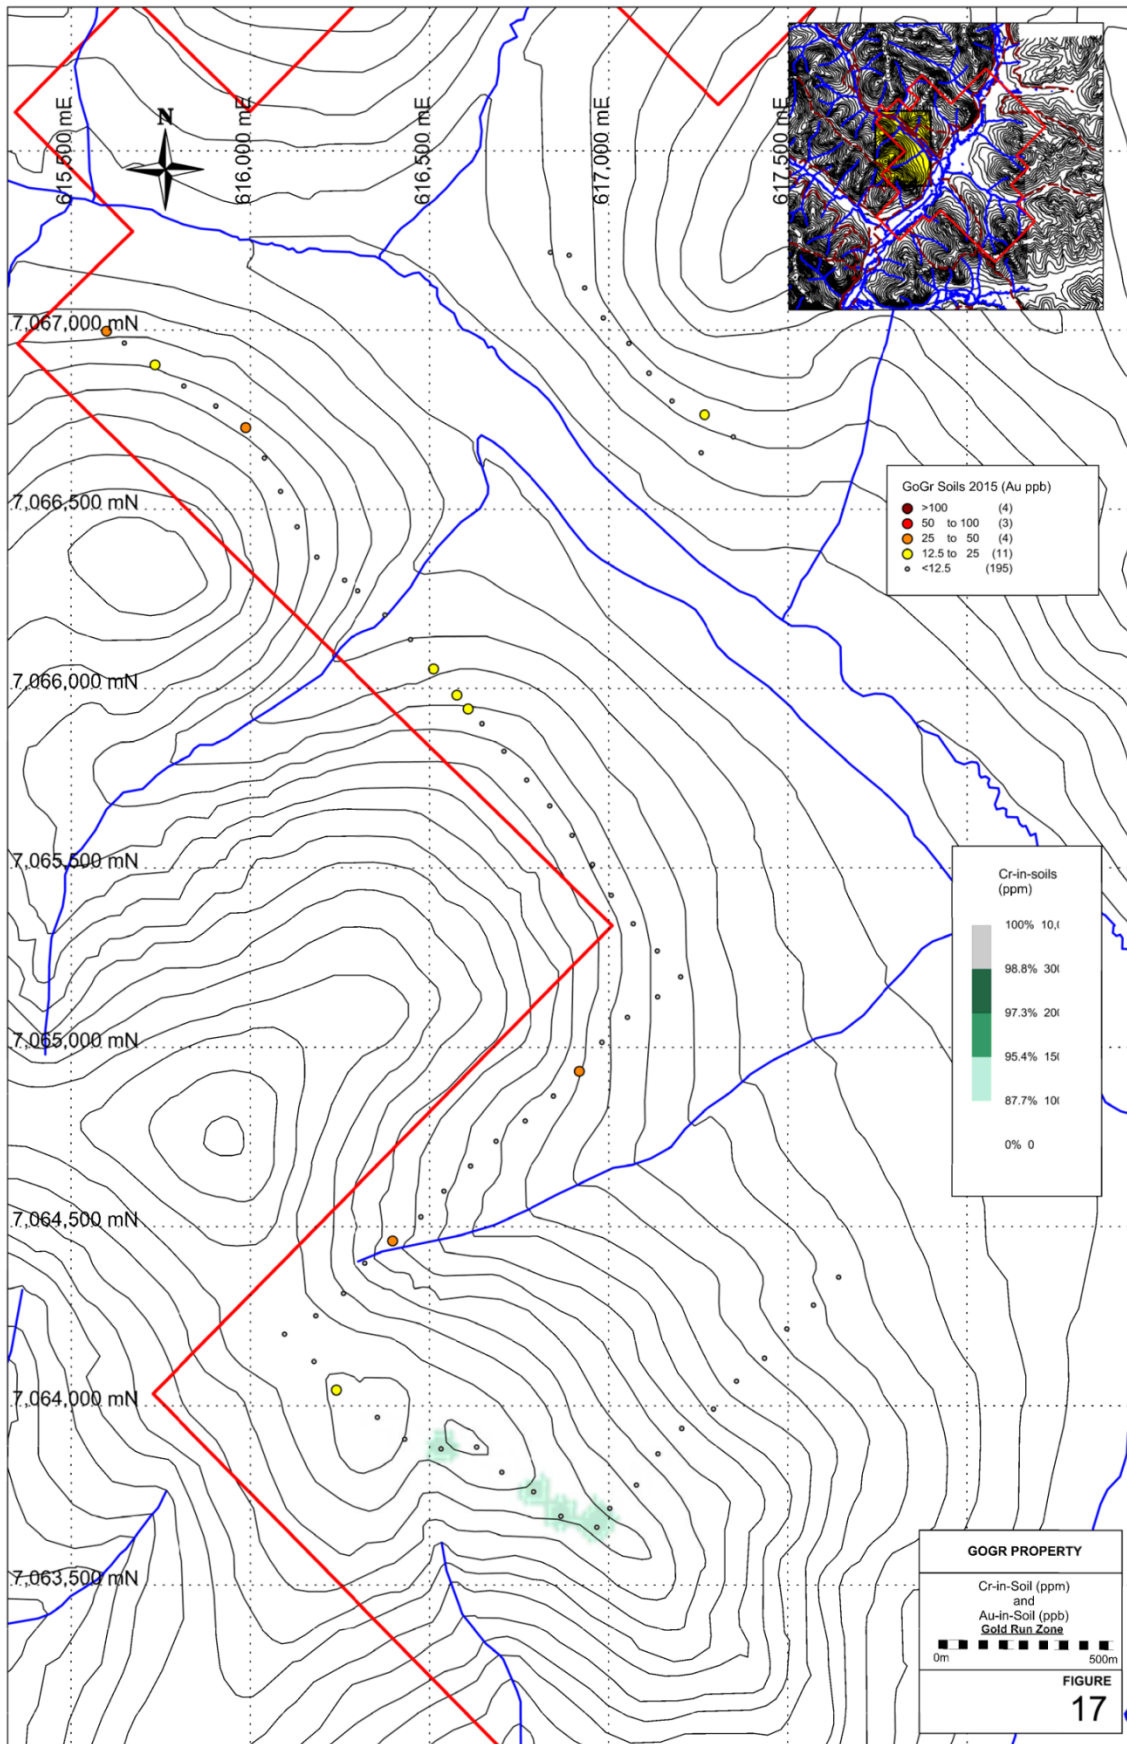 N
615,500 mE
616,000 mE
616,500 mE
617,000 mE
617,500 mE
7,067,000 mN
7,066,500 mN
GoGr Soils 2015 (Au ppb)
>100 (4)
50 to 100 (3)
25 to 50 (4)
12.5 to 25 (11)
<12.5 (195)
7,066,000 mN
7,065,500 mN
Cr-in-soils
(ppm)
100% 10,(
98.8% 30(
97.3% 20(
95.4% 15(
87.7% 10(
0% 0
7,065,000 mN
7,064,500 mN
7,064,000 mN
7,063,500 mN
GOGR PROPERTY
Cr-in-Soil (ppm)
and
Au-in-Soil (ppb)
Gold Run Zone
0m 500m
FIGURE
17